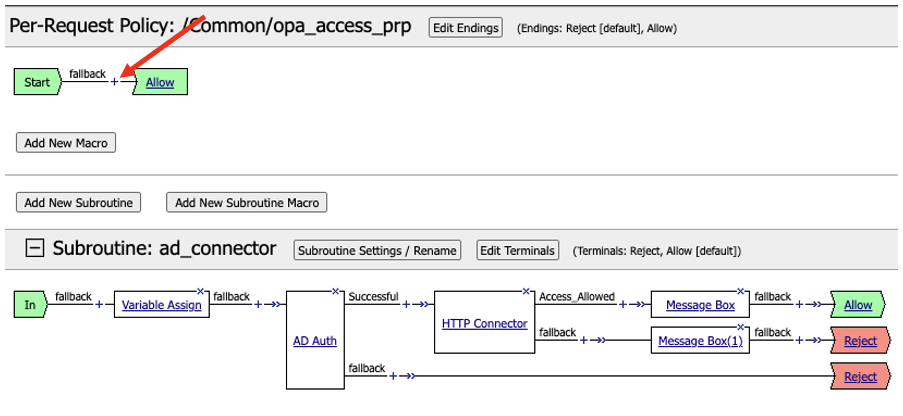 Per-Request Policy: /Common/opa_access_prp Edit Endings (Endings: Reject [default], Allow)
Start fallback + Allow
Add New Macro
Add New Subroutine Add New Subroutine Macro
Subroutine: ad_connector Subroutine Settings / Rename Edit Terminals (Terminals: Reject, Allow [default])
In fallback + Variable Assign fallback + AD Auth Successful + HTTP Connector Access_Allowed + Message Box fallback + Allow
fallback + Message Box(1) fallback + Reject
fallback + Reject